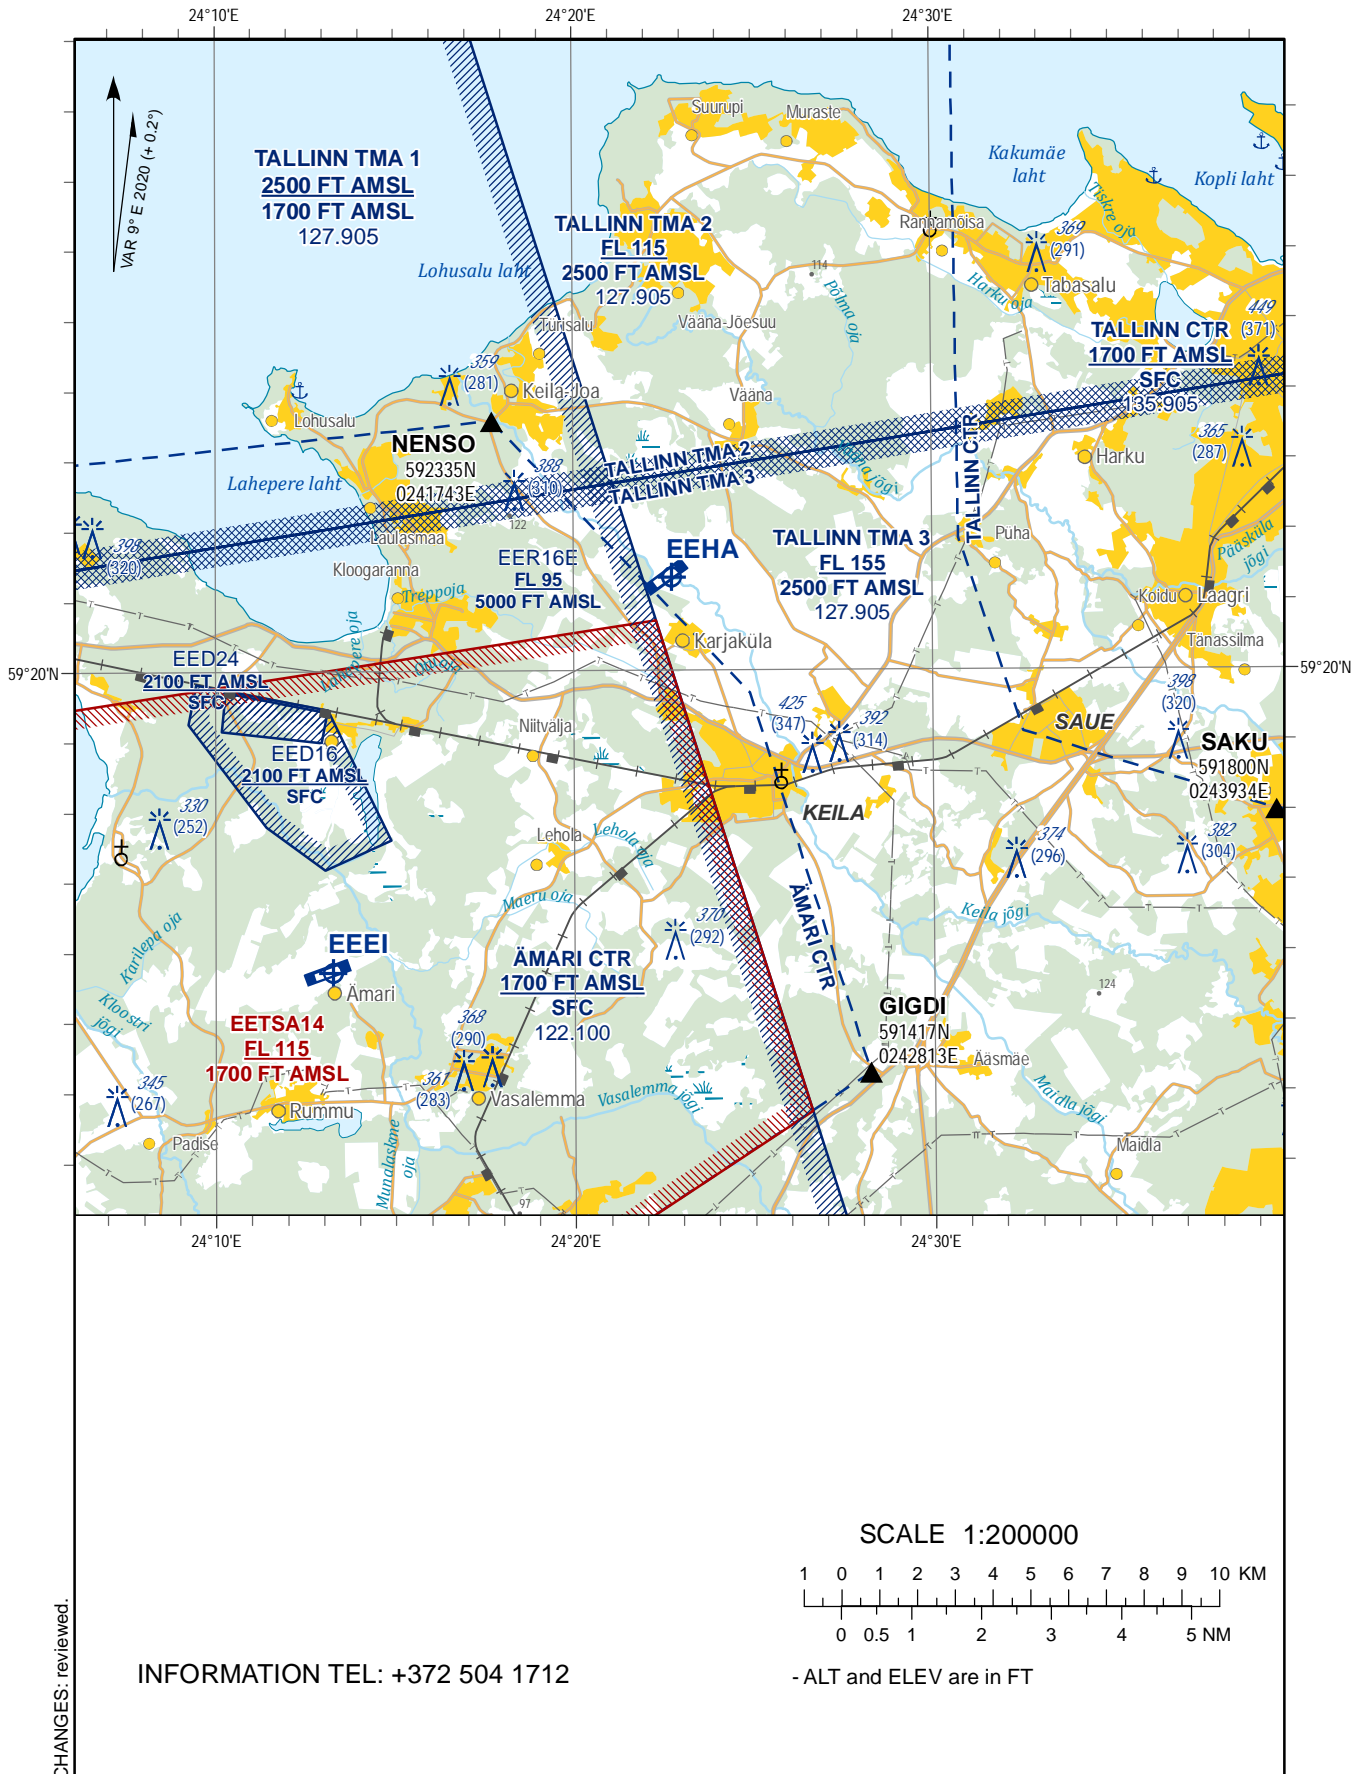 24°10'E
24°20'E
24°30'E
VAR 9° E 2020 (+ 0.2°)
TALLINN TMA 1
2500 FT AMSL
1700 FT AMSL
127.905
Suurupi
Muraste
Kakumäe
laht
Kopli laht
Tiskre oja
TALLINN TMA 2
FL 115
2500 FT AMSL
127.905
Rannamõisa
369
(291)
Lohusalu laht
114
Põlma oja
Harku oja
Tabasalu
Türisalu
Vääna-Jõesuu
449
(371)
TALLINN CTR
1700 FT AMSL
SFC
135.905
359
(281)
Keila-Joa
Vääna
Lohusalu
NENSO
592335N
0241743E
365
(287)
Harku
TALLINN TMA 2
TALLINN TMA 3
TALLINN CTR
388
(310)
Lahepere laht
122
Laulasmaa
398
(320)
EER16E
FL 95
5000 FT AMSL
EEHA
TALLINN TMA 3
FL 155
2500 FT AMSL
127.905
Püha
Pääsküla
jõgi
Kloogaranna
Treppoja
Koidu
Laagri
Tänassilma
Karjaküla
59°20'N
59°20'N
EED24
2100 FT AMSL
SFC
EED16
2100 FT AMSL
SFC
Niitvälja
425
(347)
392
(314)
SAUE
398
(320)
SAKU
591800N
0243934E
KEILA
330
(252)
Lehola
Lehola oja
374
(296)
382
(304)
Maeru oja
ÄMARI CTR
Keila jõgi
370
(292)
Karilepa oja
EEEI
ÄMARI CTR
1700 FT AMSL
SFC
122.100
Ämari
Kloostri
jõgi
124
GIGDI
591417N
0242813E
EETSA14
FL 115
1700 FT AMSL
368
(290)
361
(283)
Ääsmäe
345
(267)
Rummu
Vasalemma
Vasalemma jõgi
Maidla jõgi
Padise
Munalaskme
oja
Maidla
97
24°10'E
24°20'E
24°30'E
SCALE 1:200000
1 0 1 2 3 4 5 6 7 8 9 10 KM
0 0.5 1 2 3 4 5 NM
INFORMATION TEL: +372 504 1712
- ALT and ELEV are in FT
CHANGES: reviewed.